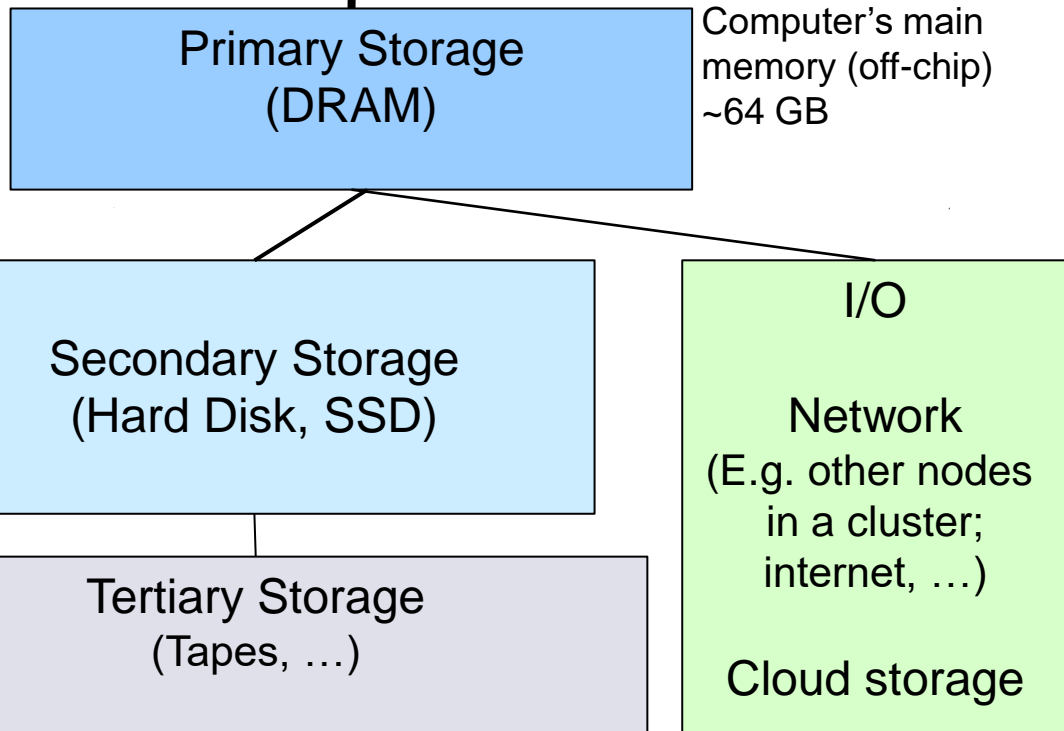 Primary Storage
(DRAM)
Computer’s main
memory (off-chip)
~64 GB
Secondary Storage
(Hard Disk, SSD)
Tertiary Storage
(Tapes, …)
I/O
Network
(E.g. other nodes
in a cluster;
internet, …)
Cloud storage